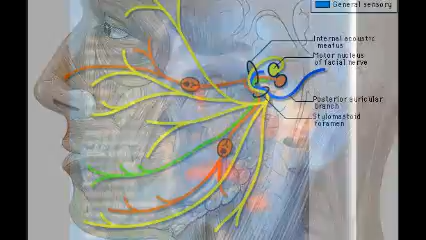 General sensory
Internal acoustic
meatus
Motor nucleus
of facial nerve
Posterior auricular
branch
Stylomastoid
foramen